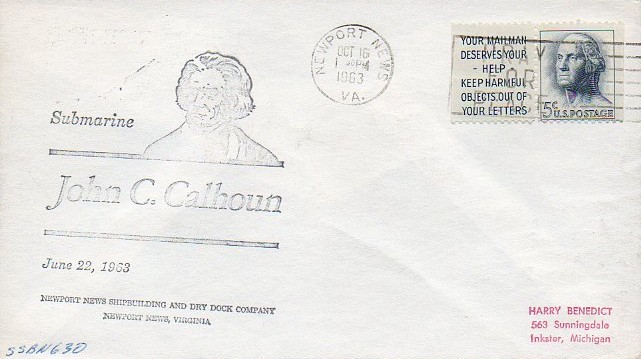 NEWPORT NEWS
OCT 16
1963
VA.
YOUR MAILMAN
DESERVES YOUR
HELP
KEEP HARMFUL
OBJECTS OUT OF
YOUR LETTERS
5¢
U.S. POSTAGE
Submarine
John C. Calhoun
June 22, 1963
NEWPORT NEWS SHIPBUILDING AND DRY DOCK COMPANY
NEWPORT NEWS, VIRGINIA
SSBN630
HARRY BENEDICT
563 Sunningdale
Inkster, Michigan